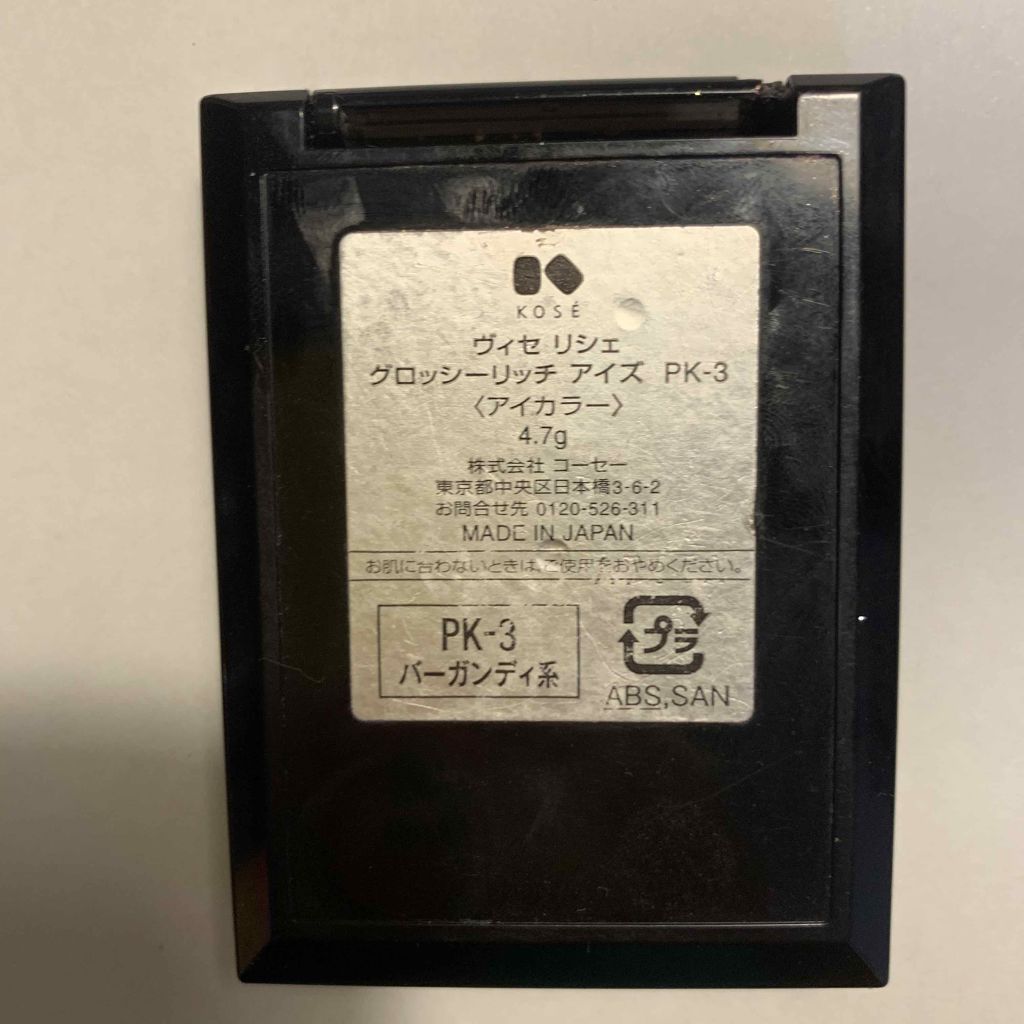 KOSÉ
ヴィセ リシェ
グロッシーリッチ アイズ PK-3
〈アイカラー〉
4.7g
株式会社 コーセー
東京都中央区日本橋3-6-2
お問合せ先 0120-526-311
MADE IN JAPAN
お肌に合わないときは、ご使用をおやめください。
PK-3
バーガンディ系
プラ
ABS,SAN